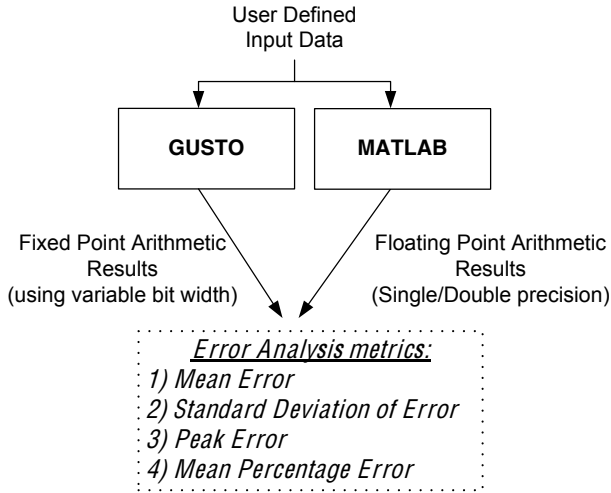 User Defined
Input Data
GUSTO
MATLAB
Fixed Point Arithmetic
Results
(using variable bit width)
Floating Point Arithmetic
Results
(Single/Double precision)
Error Analysis metrics:
1) Mean Error
2) Standard Deviation of Error
3) Peak Error
4) Mean Percentage Error